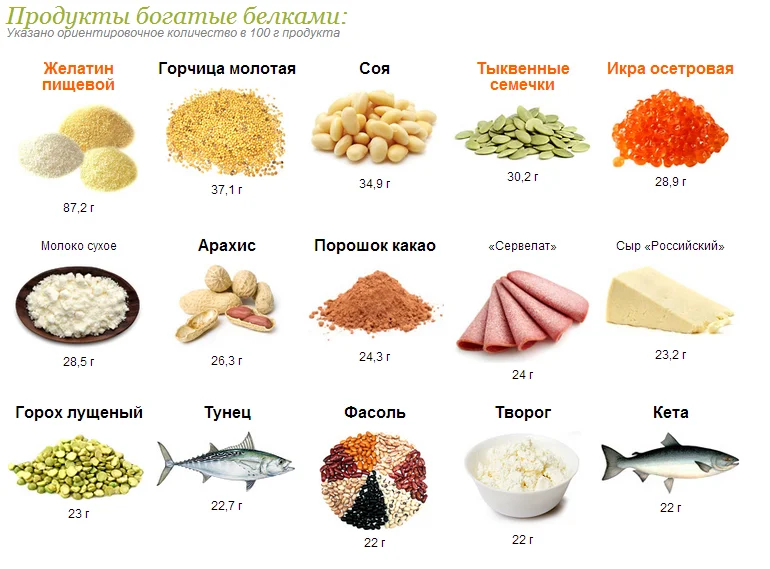 Продукты богатые белками:
Указано ориентировочное количество в 100 г продукта
Желатин
пищевой
87,2 г
Горчица молотая
37,1 г
Соя
34,9 г
Тыквенные
семечки
30,2 г
Икра осетровая
28,9 г
Молоко сухое
28,5 г
Арахис
26,3 г
Порошок какао
24,3 г
«Сервелат»
24 г
Сыр «Российский»
23,2 г
Горох лущеный
23 г
Тунец
22,7 г
Фасоль
22 г
Творог
22 г
Кета
22 г